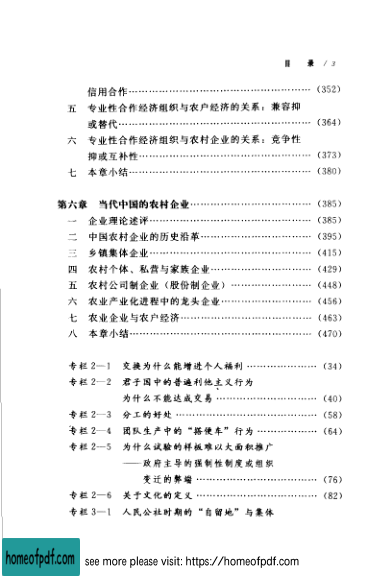 目 录 / 3
信用合作…………………………………………（352）
五 专业性合作经济组织与农户经济的关系：兼容抑
或替代……………………………………………（364）
六 专业性合作经济组织与农村企业的关系：竞争性
抑或互补性………………………………………（373）
七 本章小结…………………………………………（380）
第六章 当代中国的农村企业……………………………（385）
一 企业理论述评……………………………………（385）
二 中国农村企业的历史沿革………………………（395）
三 乡镇集体企业……………………………………（415）
四 农村个体、私营与家族企业……………………（429）
五 农村公司制企业（股份制企业）………………（448）
六 农业产业化进程中的龙头企业…………………（456）
七 农业企业与农户经济……………………………（463）
八 本章小结…………………………………………（470）
专栏 2—1 交换为什么能增进个人福利………………（34）
专栏 2—2 君子国中的普遍利他主义行为
为什么不能达成交易………………………（40）
专栏 2—3 分工的好处…………………………………（58）
专栏 2—4 团队生产中的“搭便车”行为……………（64）
专栏 2—5 为什么试验的样板难以大面积推广
——政府主导的强制性制度或组织
变迁的弊端…………………………（76）
专栏 2—6 关于文化的定义……………………………（82）
专栏 3—1 人民公社时期的“自留地”与集体
homeofpdf.com see more please visit: https://homeofpdf.com